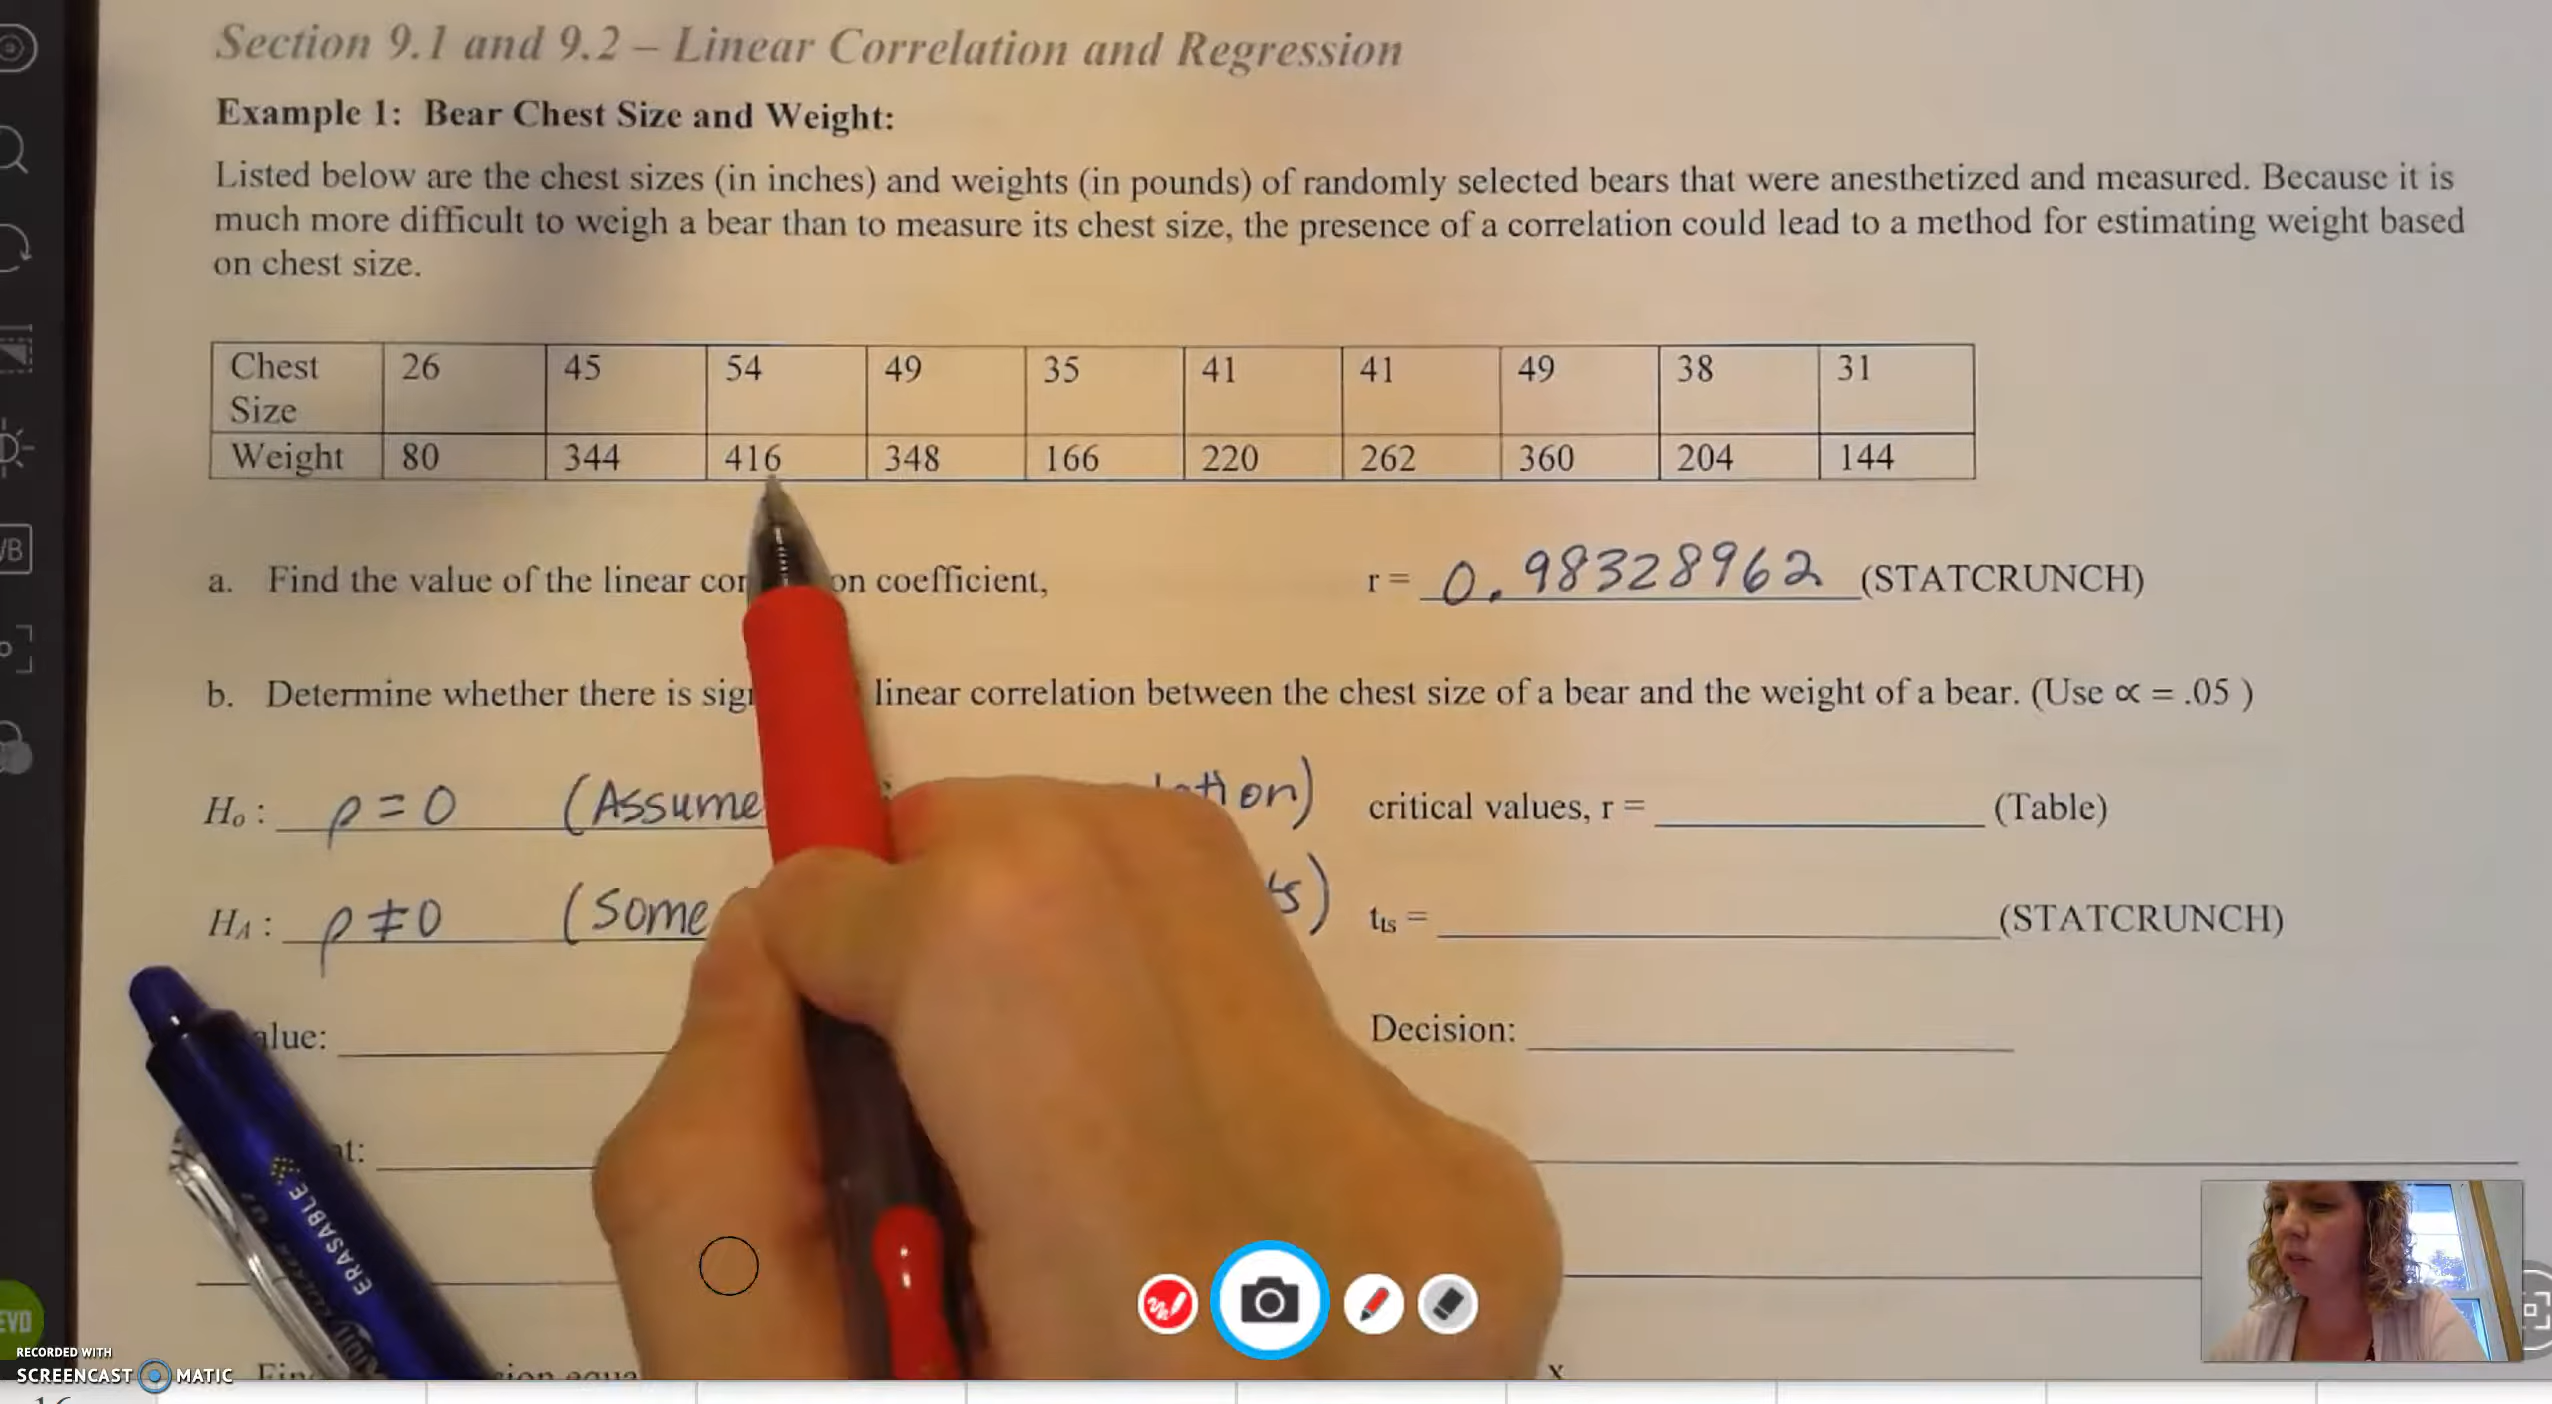 Section 9.1 and 9.2 – Linear Correlation and Regression
Example 1: Bear Chest Size and Weight:
Listed below are the chest sizes (in inches) and weights (in pounds) of randomly selected bears that were anesthetized and measured. Because it is
much more difficult to weigh a bear than to measure its chest size, the presence of a correlation could lead to a method for estimating weight based
on chest size.
Chest Size 26 45 54 49 35 41 41 49 38 31
Weight 80 344 416 348 166 220 262 360 204 144
a. Find the value of the linear coefficient, r = 0.98328962 (STATCRUNCH)
b. Determine whether there is linear correlation between the chest size of a bear and the weight of a bear. (Use ∝ = .05 )
Ho : ρ = 0 (Assume critical values, r = (Table)
HA : ρ ≠ 0 (some tts = (STATCRUNCH)
Decision:
ERASABLE
EVO
RECORDED WITH
SCREENCAST MATIC
x